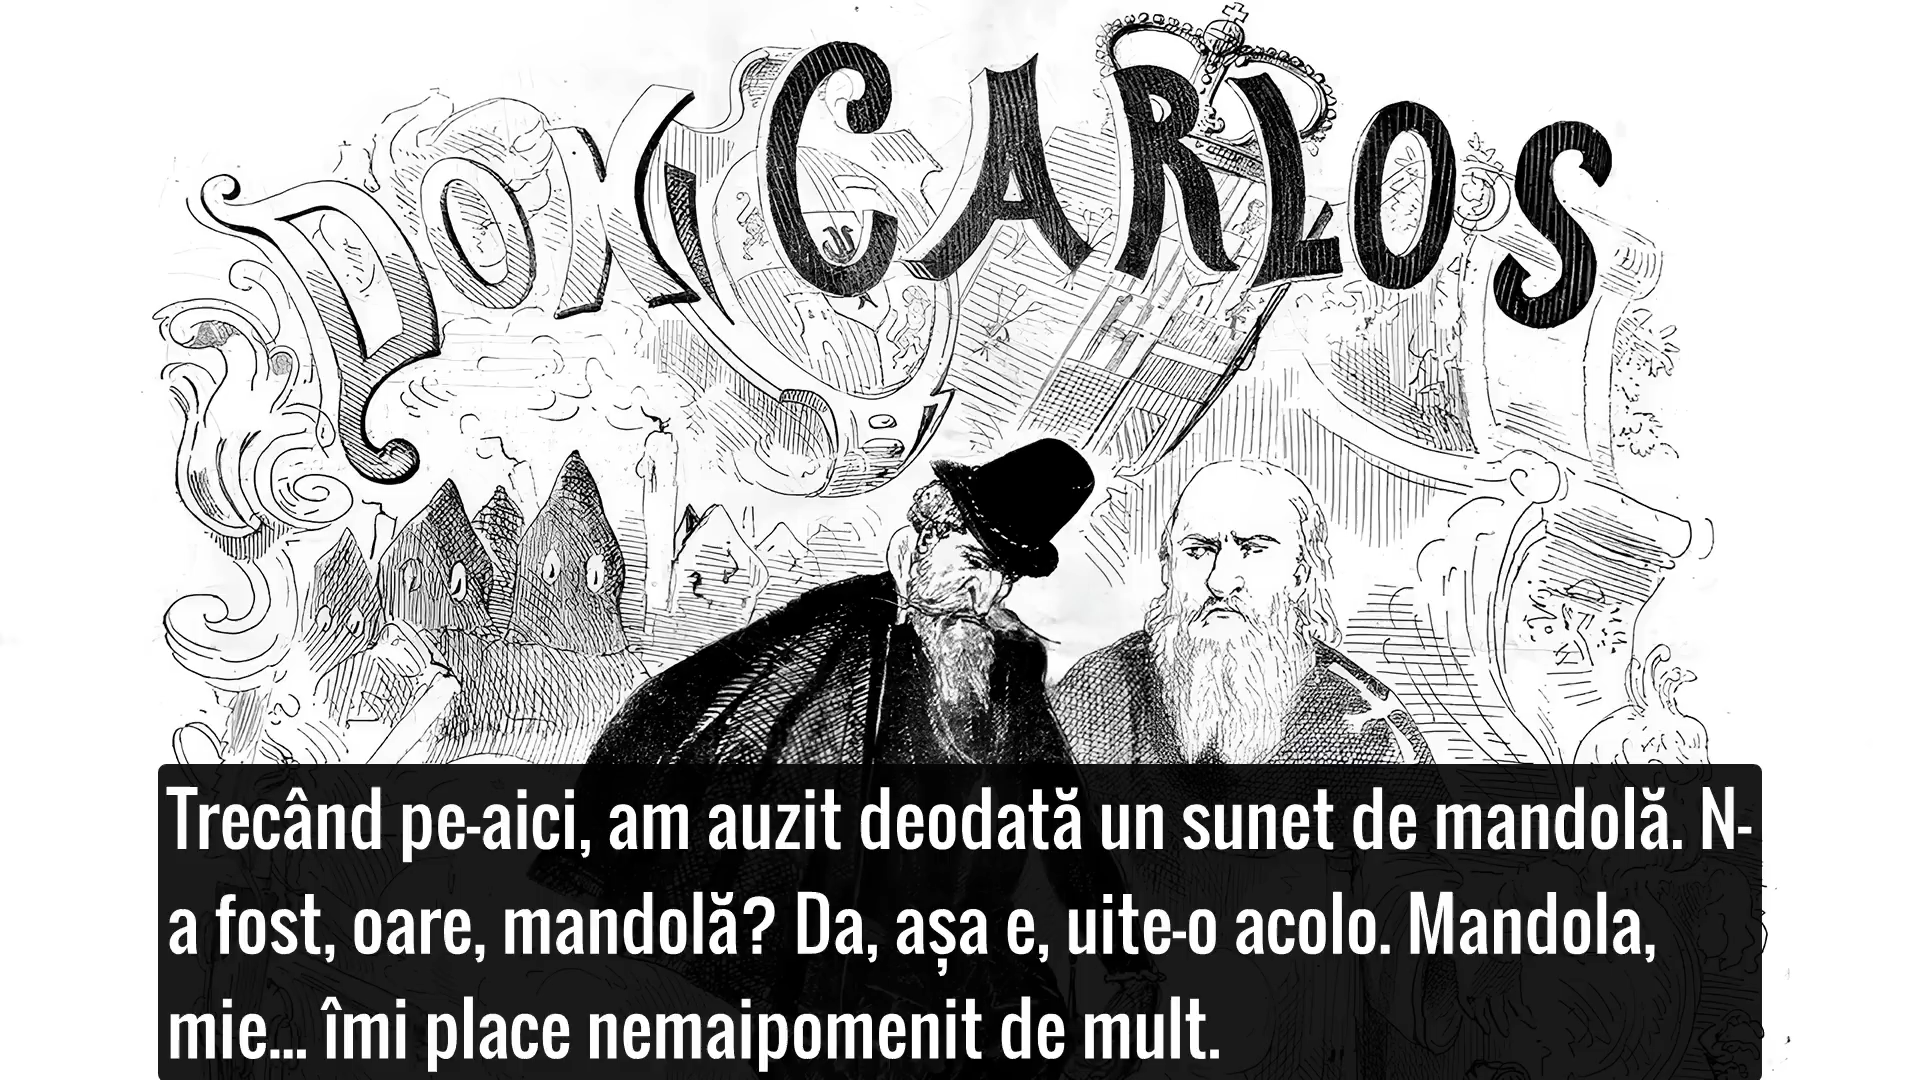 DON CARLOS
Trecând pe-aici, am auzit deodată un sunet de mandolă. N-
a fost, oare, mandolă? Da, așa e, uite-o acolo. Mandola,
mie... îmi place nemaipomenit de mult.